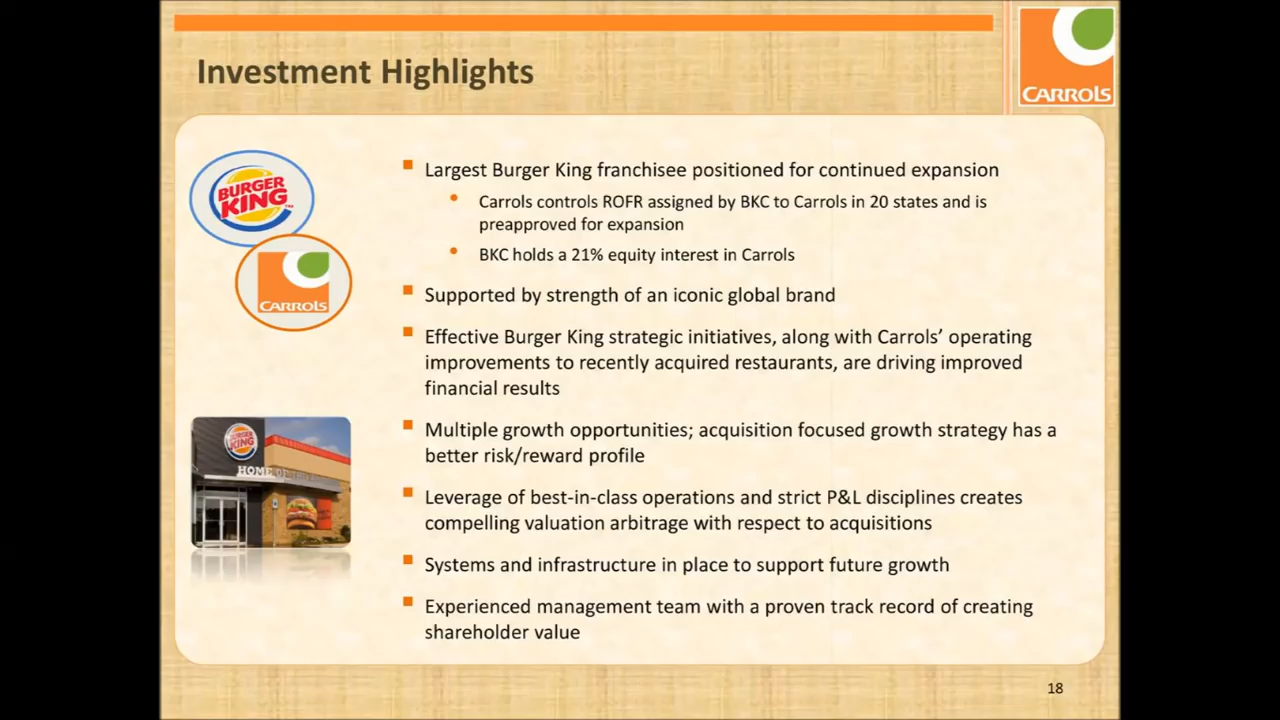 Investment Highlights
CARROLS
BURGER
KING
™
CARROLS
Largest Burger King franchisee positioned for continued expansion
Carrols controls ROFR assigned by BKC to Carrols in 20 states and is
preapproved for expansion
BKC holds a 21% equity interest in Carrols
Supported by strength of an iconic global brand
Effective Burger King strategic initiatives, along with Carrols’ operating
improvements to recently acquired restaurants, are driving improved
financial results
BURGER
KING
HOME OF
Multiple growth opportunities; acquisition focused growth strategy has a
better risk/reward profile
Leverage of best-in-class operations and strict P&L disciplines creates
compelling valuation arbitrage with respect to acquisitions
Systems and infrastructure in place to support future growth
Experienced management team with a proven track record of creating
shareholder value
18